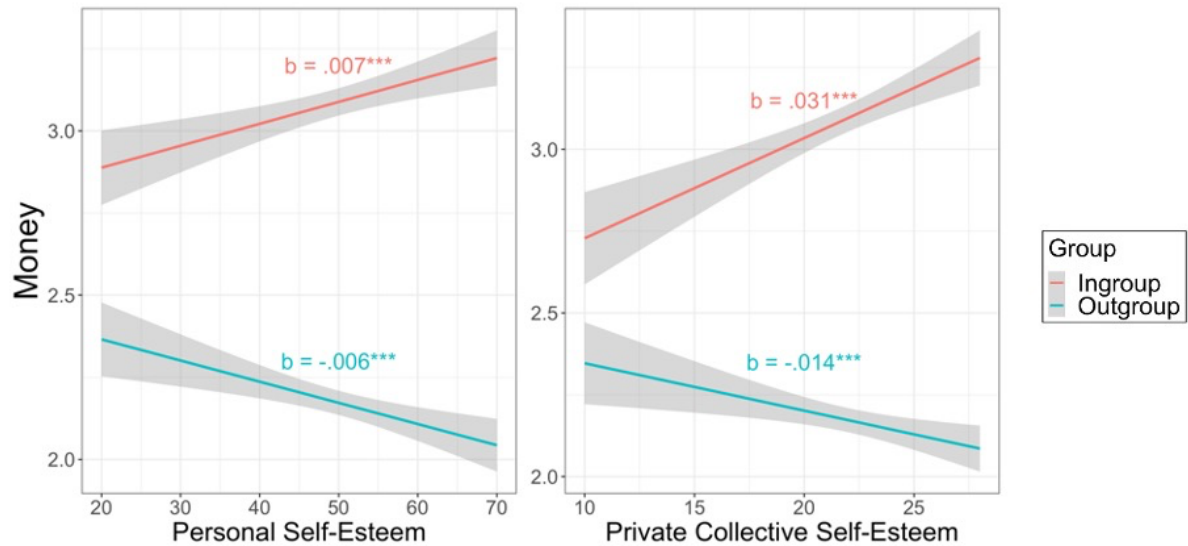 Money
3.0
2.5
2.0
b = .007***
b = -.006***
20 30 40 50 60 70
Personal Self-Esteem
3.0
2.5
2.0
b = .031***
b = -.014***
10 15 20 25
Private Collective Self-Esteem
Group
Ingroup
Outgroup